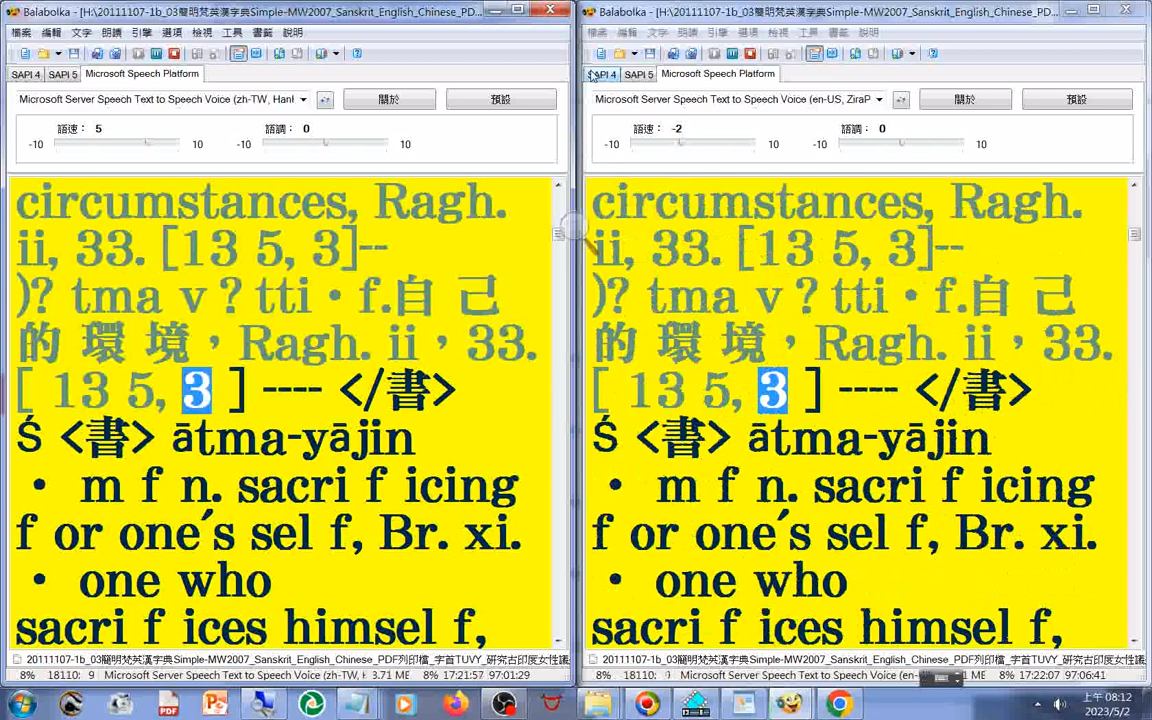 Balabolka - [H:\20111107-1b_03簡明梵英漢字典Simple-MW2007_Sanskrit_English_Chinese_PD...
檔案 編輯 文字 朗讀 引擎 選項 檢視 工具 書籤 說明
SAPI 4 SAPI 5 Microsoft Speech Platform
Microsoft Server Speech Text to Speech Voice (zh-TW, Han 關於 預設
語速： 5 語調： 0
-10 10 -10 10
circumstances, Ragh.
ii, 33. [13 5, 3]--
)? tma v ? tti • f.自 己
的 環 境，Ragh. ii，33.
[ 13 5, 3 ] ---- </書>
Ś <書> ātma-yājin
• m f n. sacri f icing
f or one's sel f, Br. xi.
• one who
sacri f ices himsel f,
20111107-1b_03簡明梵英漢字典Simple-MW2007_Sanskrit_English_Chinese_PDF列印檔_字首TUVY_研究古印度女性議
8% 18110: 9 Microsoft Server Speech Text to Speech Voice (zh-TW, H 3.71 ME 8% 17:21:57 97:01:29
Balabolka - [H:\20111107-1b_03簡明梵英漢字典Simple-MW2007_Sanskrit_English_Chinese_PD...
檔案 編輯 文字 朗讀 引擎 選項 檢視 工具 書籤 說明
SAPI 4 SAPI 5 Microsoft Speech Platform
Microsoft Server Speech Text to Speech Voice (en-US, ZiraP 關於 預設
語速： -2 語調： 0
-10 10 -10 10
circumstances, Ragh.
ii, 33. [13 5, 3]--
)? tma v ? tti • f.自 己
的 環 境，Ragh. ii，33.
[ 13 5, 3 ] ---- </書>
Ś <書> ātma-yājin
• m f n. sacri f icing
f or one's sel f, Br. xi.
• one who
sacri f ices himsel f,
20111107-1b_03簡明梵英漢字典Simple-MW2007_Sanskrit_English_Chinese_PDF列印檔_字首TUVY_研究古印度女性議
8% 18110: 9 Microsoft Server Speech Text to Speech Voice (en- 8% 17:22:07 97:06:41
PDF
上午 08:12
2023/5/2